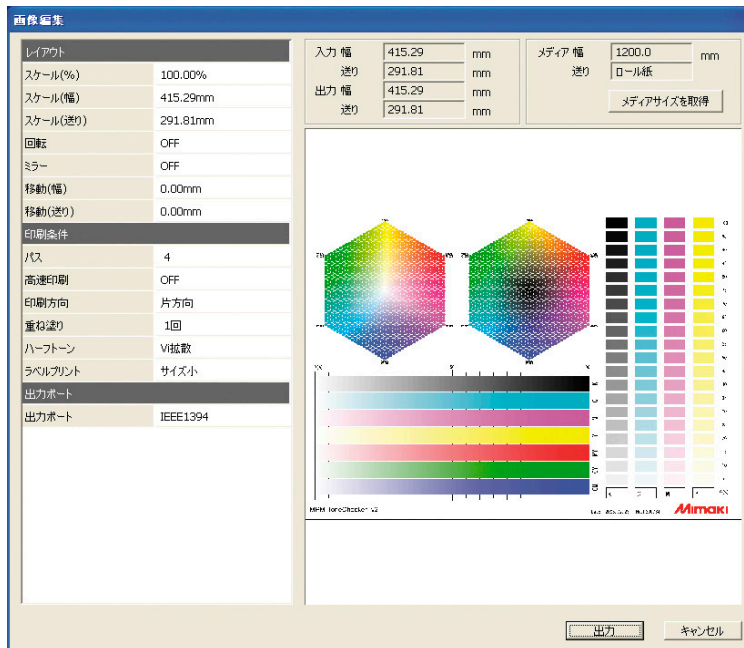 画像編集
レイアウト
スケール(%) 100.00%
スケール(幅) 415.29mm
スケール(送り) 291.81mm
回転 OFF
ミラー OFF
移動(幅) 0.00mm
移動(送り) 0.00mm
印刷条件
パス 4
高速印刷 OFF
印刷方向 片方向
重ね塗り 1回
ハーフトーン Vi拡散
ラベルプリント サイズ小
出力ポート
出力ポート IEEE1394
入力 幅 415.29 mm
送り 291.81 mm
出力 幅 415.29 mm
送り 291.81 mm
メディア 幅 1200.0 mm
送り ロール紙
メディアサイズを取得
MPM ToneChecker V2
Mimaki
出力
キャンセル